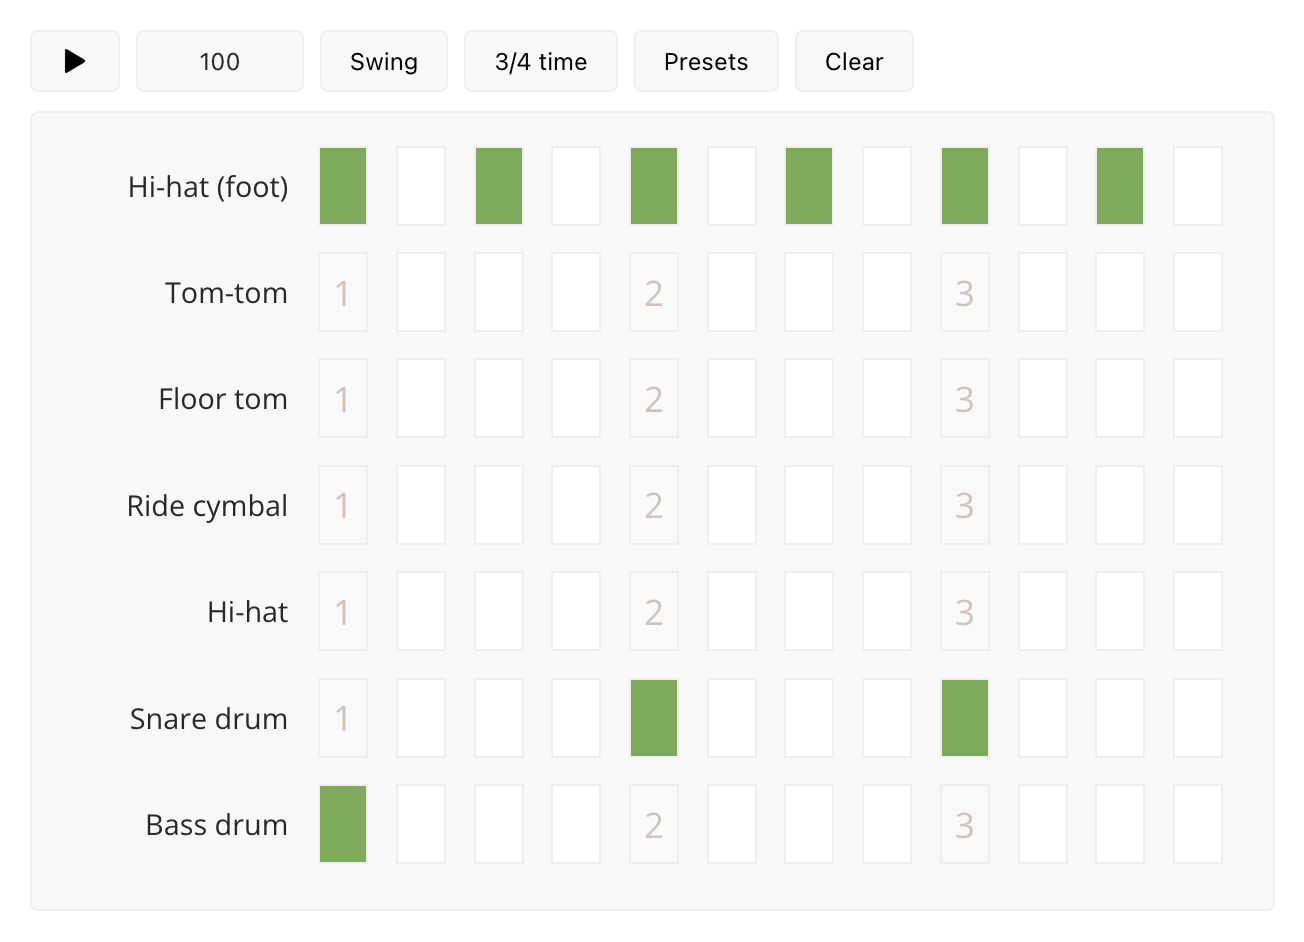 100 Swing 3/4 time Presets Clear
Hi-hat (foot)
Tom-tom 1 2 3
Floor tom 1 2 3
Ride cymbal 1 2 3
Hi-hat 1 2 3
Snare drum 1
Bass drum 2 3